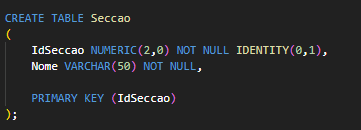 CREATE TABLE Seccao
(
    IdSeccao NUMERIC(2,0) NOT NULL IDENTITY(0,1),
    Nome VARCHAR(50) NOT NULL,

    PRIMARY KEY (IdSeccao)
);